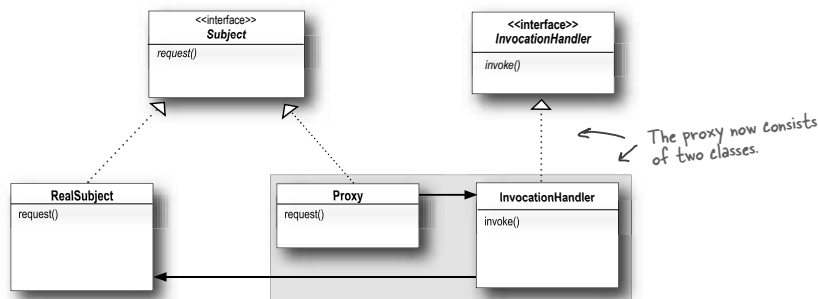 <<interface>>
Subject
request()
<<interface>>
InvocationHandler
invoke()
The proxy now consists
of two classes.
RealSubject
request()
Proxy
request()
InvocationHandler
invoke()